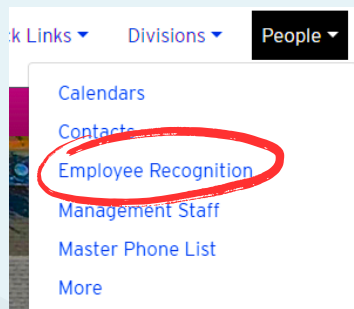 k Links Divisions People
Calendars
Contacts
Employee Recognition
Management Staff
Master Phone List
More